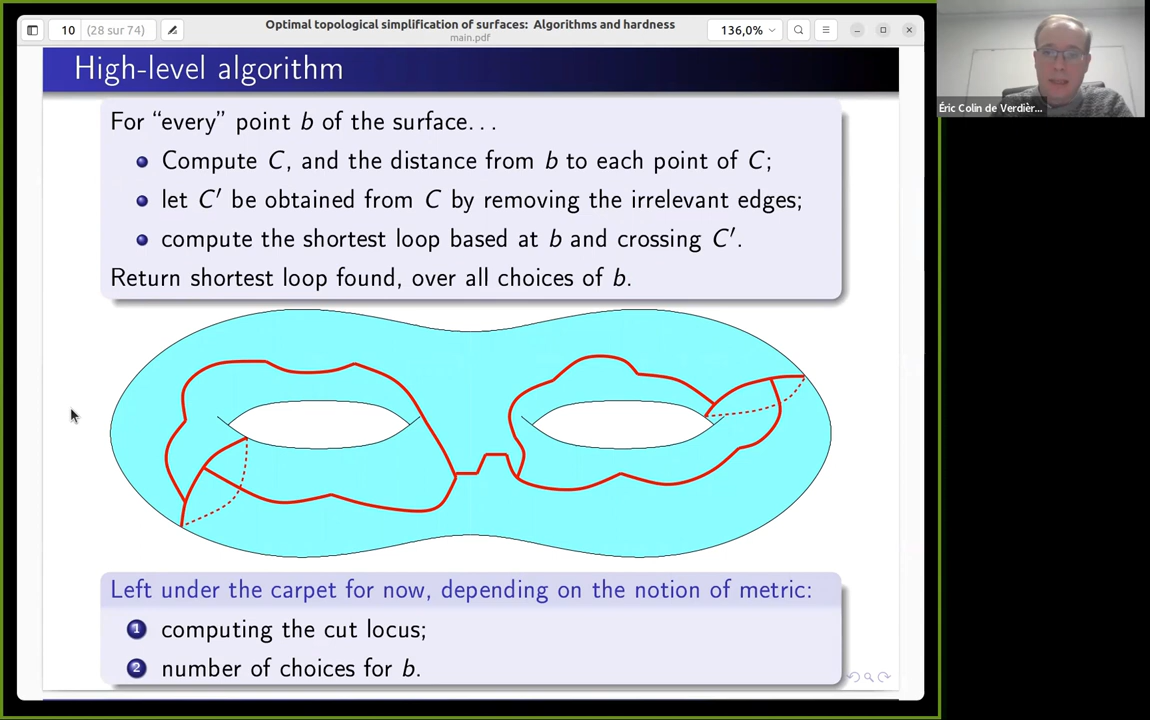 10 (28 sur 74)
Optimal topological simplification of surfaces: Algorithms and hardness
main.pdf
136,0%
High-level algorithm
For “every” point b of the surface...
Compute C, and the distance from b to each point of C;
let C′ be obtained from C by removing the irrelevant edges;
compute the shortest loop based at b and crossing C′.
Return shortest loop found, over all choices of b.
Left under the carpet for now, depending on the notion of metric:
1 computing the cut locus;
2 number of choices for b.
Éric Colin de Verdièr...